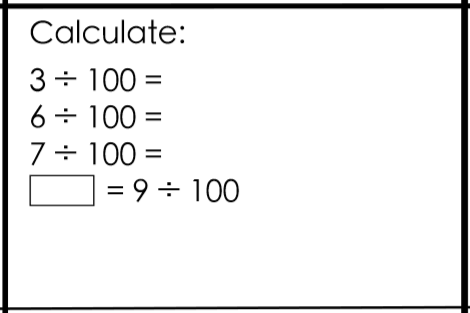 Calculate:
3 ÷ 100 =
6 ÷ 100 =
7 ÷ 100 =
= 9 ÷ 100